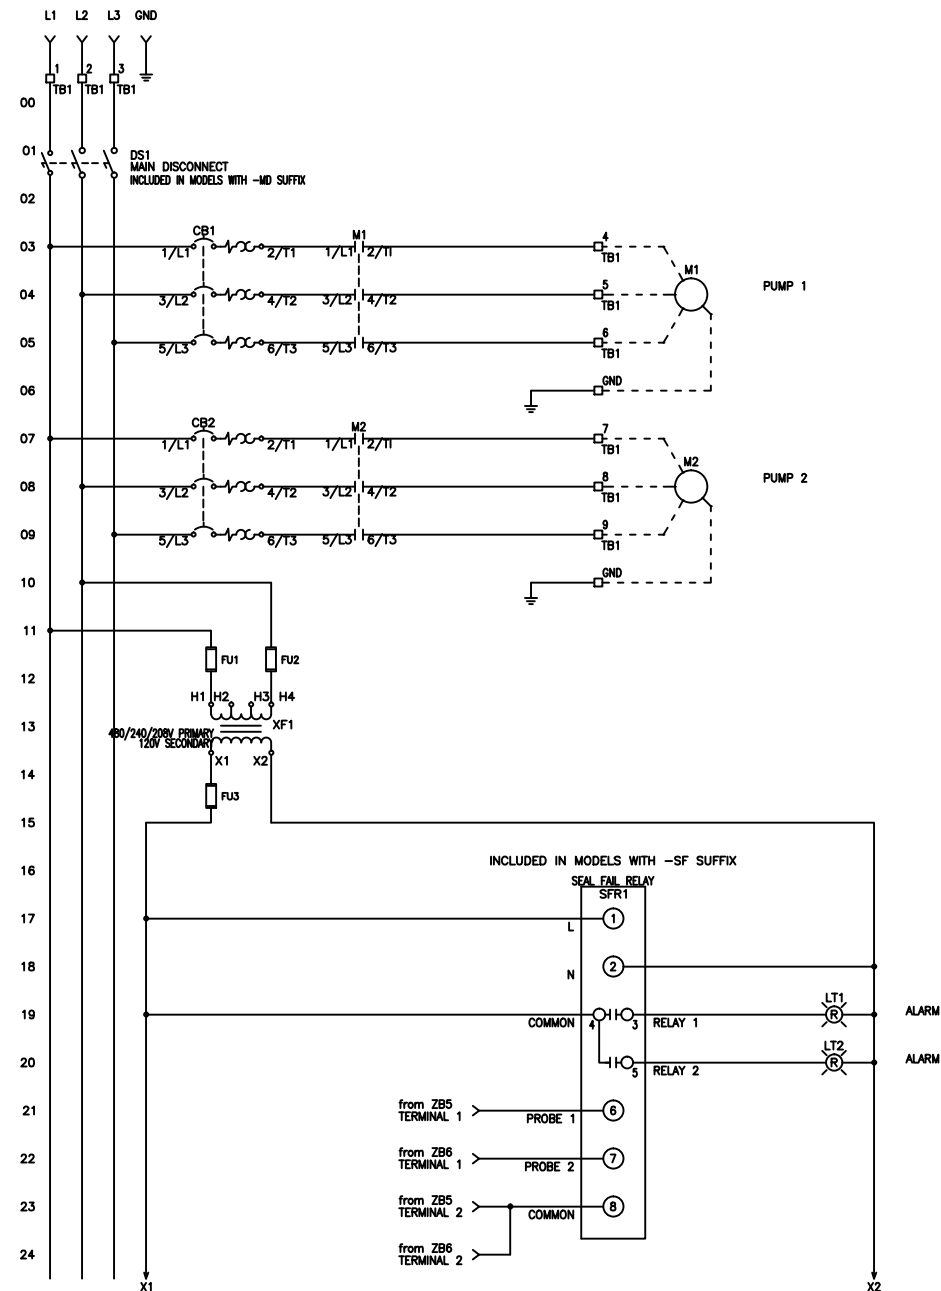 L1 L2 L3 GND
1 2 3
TB1 TB1 TB1
00
01 DS1
MAIN DISCONNECT
INCLUDED IN MODELS WITH -MD SUFFIX
02
CB1 M1 4 M1
03 1/L1 2/T1 1/L1 2/T1 TB1
PUMP 1
04 3/L2 4/T2 3/L2 4/T2 5 TB1
05 5/L3 6/T3 5/L3 6/T3 6 TB1
06 GND
CB2 M2 7 M2
07 1/L1 2/T1 1/L1 2/T1 TB1
PUMP 2
08 3/L2 4/T2 3/L2 4/T2 8 TB1
09 5/L3 6/T3 5/L3 6/T3 9 TB1
10 GND
11
FU1 FU2
12
H1 H2 H3 H4
13 XF1
480/240/208V PRIMARY
120V SECONDARY
X1 X2
14
FU3
15
16 INCLUDED IN MODELS WITH -SF SUFFIX
SEAL FAIL RELAY
SFR1
17 L 1
18 N 2
19 COMMON 4 3 RELAY 1 LT1 R ALARM
20 5 RELAY 2 LT2 R ALARM
21 from ZB5
TERMINAL 1 PROBE 1 6
22 from ZB6
TERMINAL 1 PROBE 2 7
23 from ZB5
TERMINAL 2 COMMON 8
24 from ZB6
TERMINAL 2
X1 X2